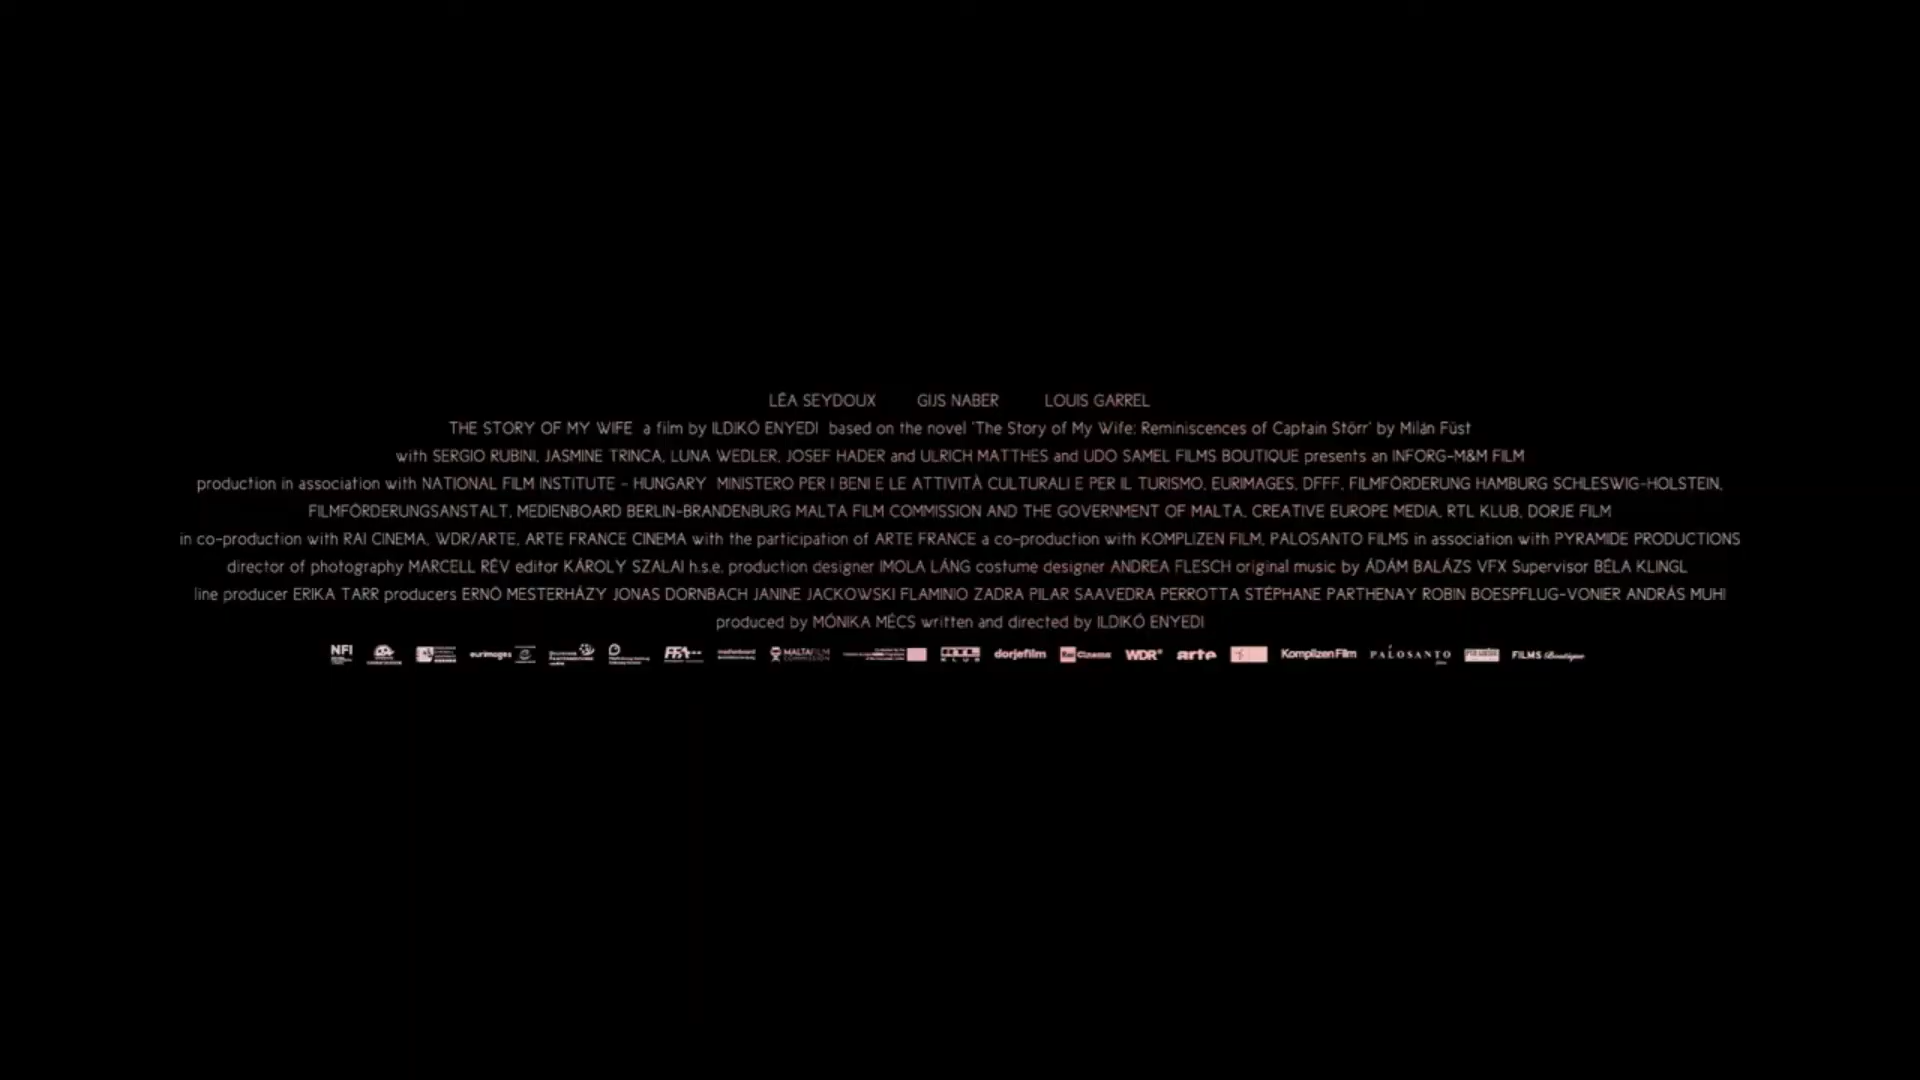 LÉA SEYDOUX GIJS NABER LOUIS GARREL
THE STORY OF MY WIFE a film by ILDIKÓ ENYEDI based on the novel 'The Story of My Wife: Reminiscences of Captain Störr' by Milán Füst
with SERGIO RUBINI, JASMINE TRINCA, LUNA WEDLER, JOSEF HADER and ULRICH MATTHES and UDO SAMEL FILMS BOUTIQUE presents an INFORG-M&M FILM
production in association with NATIONAL FILM INSTITUTE - HUNGARY MINISTERO PER I BENI E LE ATTIVITÀ CULTURALI E PER IL TURISMO, EURIMAGES, DFFF, FILMFÖRDERUNG HAMBURG SCHLESWIG-HOLSTEIN,
FILMFÖRDERUNGSANSTALT, MEDIENBOARD BERLIN-BRANDENBURG MALTA FILM COMMISSION AND THE GOVERNMENT OF MALTA, CREATIVE EUROPE MEDIA, RTL KLUB, DORJE FILM
in co-production with RAI CINEMA, WDR/ARTE, ARTE FRANCE CINEMA with the participation of ARTE FRANCE a co-production with KOMPLIZEN FILM, PALOSANTO FILMS in association with PYRAMIDE PRODUCTIONS
director of photography MARCELL RÉV editor KÁROLY SZALAI h.s.e. production designer IMOLA LÁNG costume designer ANDREA FLESCH original music by ÁDÁM BALÁZS VFX Supervisor BÉLA KLINGL
line producer ERIKA TARR producers ERNŐ MESTERHÁZY JONAS DORNBACH JANINE JACKOWSKI FLAMINIO ZADRA PILAR SAAVEDRA PERROTTA STÉPHANE PARTHENAY ROBIN BOESPFLUG-VONIER ANDRÁS MUHI
produced by MÓNIKA MÉCS written and directed by ILDIKÓ ENYEDI
NFI eurimages FFA MALTA FILM COMMISSION dorjefilm Rai Cinema WDR arte Komplizen Film PALOSANTO FILMS Boutique